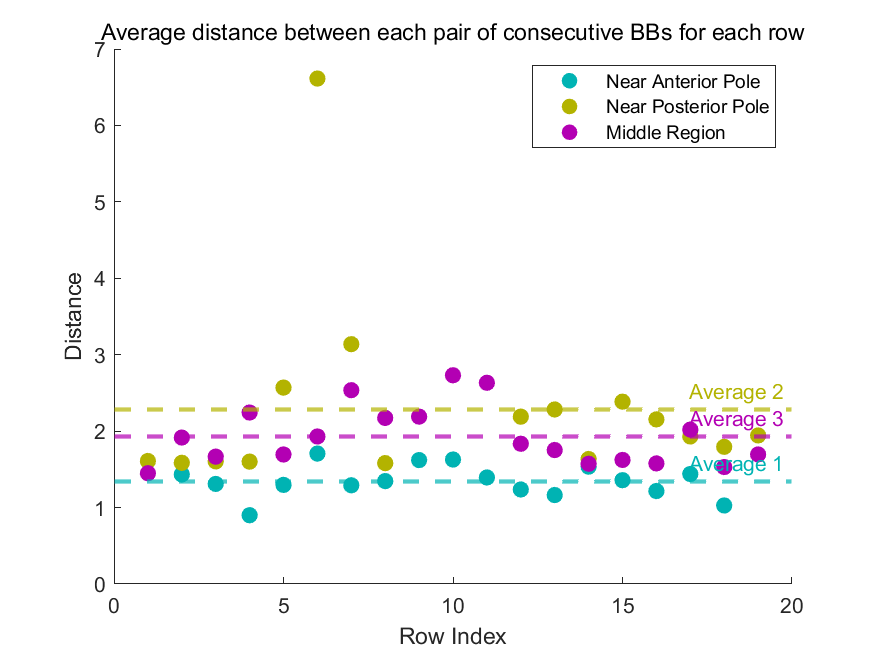 Average distance between each pair of consecutive BBs for each row
Near Anterior Pole
Near Posterior Pole
Middle Region
7
6
5
4
3
2
1
0
Distance
Average 2
Average 3
Average 1
0
5
10
15
20
Row Index